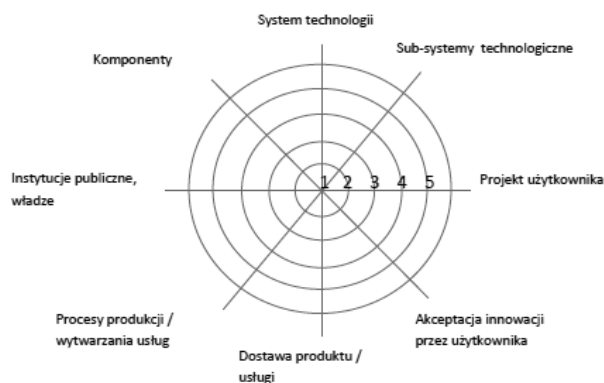 System technologii
Sub-systemy technologiczne
Komponenty
Instytucje publiczne,
władze
1 2 3 4 5
Projekt użytkownika
Procesy produkcji /
wytwarzania usług
Dostawa produktu /
usługi
Akceptacja innowacji
przez użytkownika